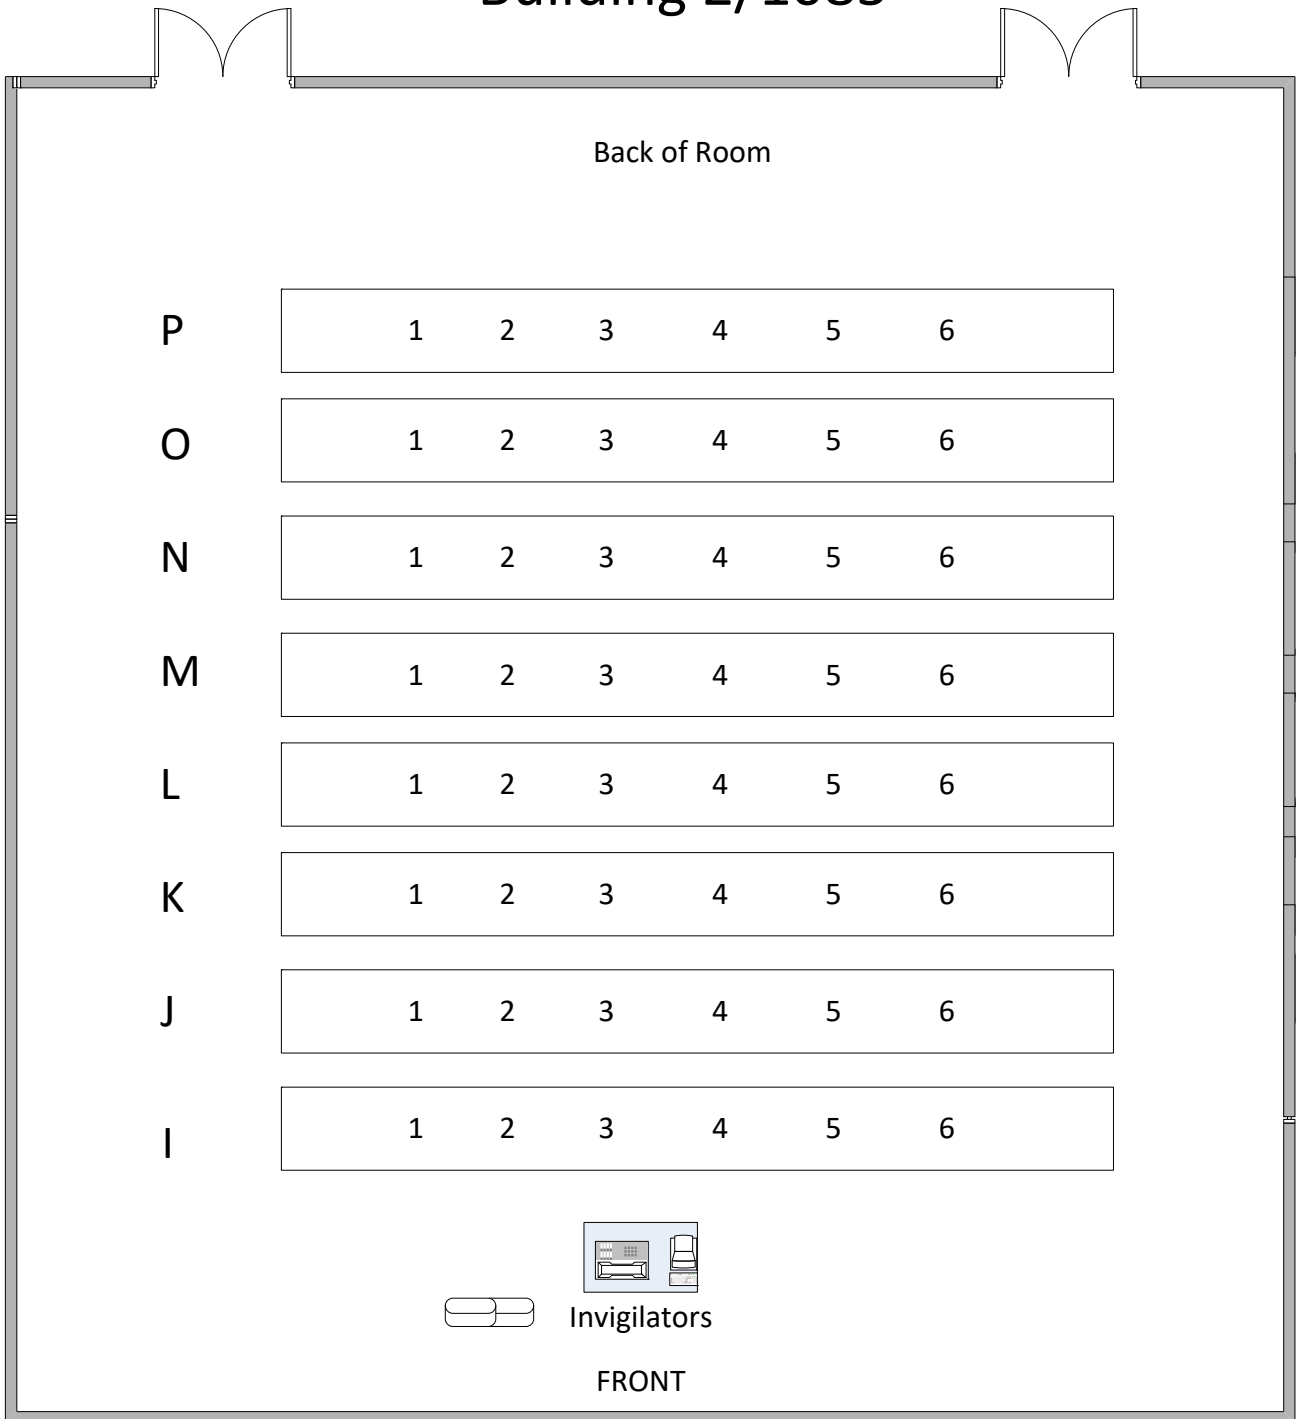 Back of Room
P 1 2 3 4 5 6
O 1 2 3 4 5 6
N 1 2 3 4 5 6
M 1 2 3 4 5 6
L 1 2 3 4 5 6
K 1 2 3 4 5 6
J 1 2 3 4 5 6
I 1 2 3 4 5 6
Invigilators
FRONT